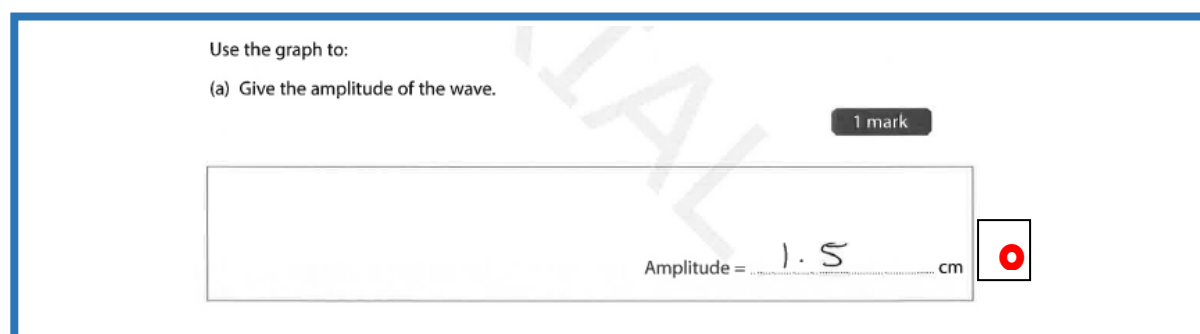 Use the graph to:
(a) Give the amplitude of the wave.
1 mark
Amplitude = 1.5 cm
0